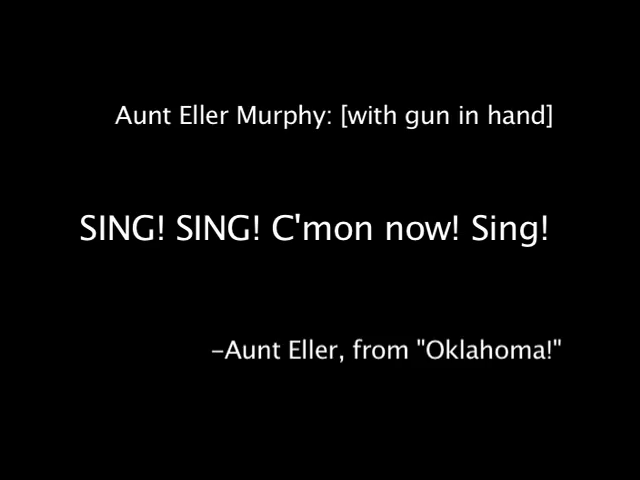 Aunt Eller Murphy: [with gun in hand]
SING! SING! C'mon now! Sing!
–Aunt Eller, from "Oklahoma!"